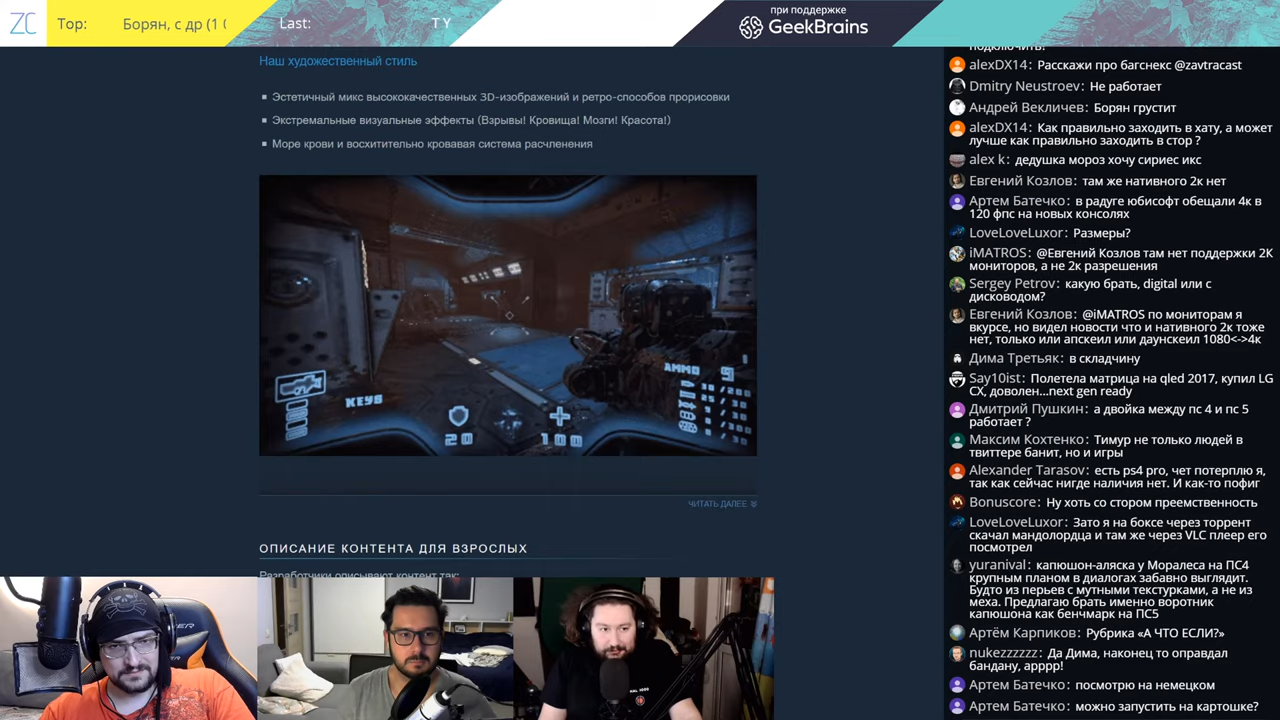 ZC
Top:
Борян, с др (1
Last:
T Y
при поддержке
GeekBrains
Наш художественный стиль
Эстетичный микс высококачественных 3D-изображений и ретро-способов прорисовки
Экстремальные визуальные эффекты (Взрывы! Кровища! Мозги! Красота!)
Море крови и восхитительно кровавая система расчленения
AMMO
KEYS
20
100
ЧИТАТЬ ДАЛЕЕ
ОПИСАНИЕ КОНТЕНТА ДЛЯ ВЗРОСЛЫХ
Разработчики описывают контент так:
подключить!
alexDX14: Расскажи про багснекс @zavtracast
Dmitry Neustroev: Не работает
Андрей Векличев: Борян грустит
alexDX14: Как правильно заходить в хату, а может
лучше как правильно заходить в стор ?
alex k: дедушка мороз хочу сириес икс
Евгений Козлов: там же нативного 2к нет
Артем Батечко: в радуге юбисофт обещали 4к в
120 фпс на новых консолях
LoveLoveLuxor: Размеры?
iMATROS: @Евгений Козлов там нет поддержки 2К
мониторов, а не 2к разрешения
Sergey Petrov: какую брать, digital или с
дисководом?
Евгений Козлов: @iMATROS по мониторам я
вкурсе, но видел новости что и нативного 2к тоже
нет, только или апскеил или даунскеил 1080<->4к
Дима Третьяк: в складчину
Say10ist: Полетела матрица на qled 2017, купил LG
CX, доволен...next gen ready
Дмитрий Пушкин: а двойка между пс 4 и пс 5
работает ?
Максим Кохтенко: Тимур не только людей в
твиттере банит, но и игры
Alexander Tarasov: есть ps4 pro, чет потерплю я,
так как сейчас нигде наличия нет. И как-то пофиг
Bonuscore: Ну хоть со стором преемственность
LoveLoveLuxor: Зато я на боксе через торрент
скачал мандолордца и там же через VLC плеер его
посмотрел
yuranival: капюшон-аляска у Моралеса на ПС4
крупным планом в диалогах забавно выглядит.
Будто из перьев с мутными текстурками, а не из
меха. Предлагаю брать именно воротник
капюшона как бенчмарк на ПС5
Артём Карпиков: Рубрика «А ЧТО ЕСЛИ?»
nukezzzzzz: Да Дима, наконец то оправдал
бандану, арррр!
Артем Батечко: посмотрю на немецком
Артем Батечко: можно запустить на картошке?